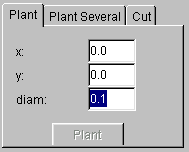 Plant Plant Several Cut
x: 0.0
y: 0.0
diam: 0.1
Plant